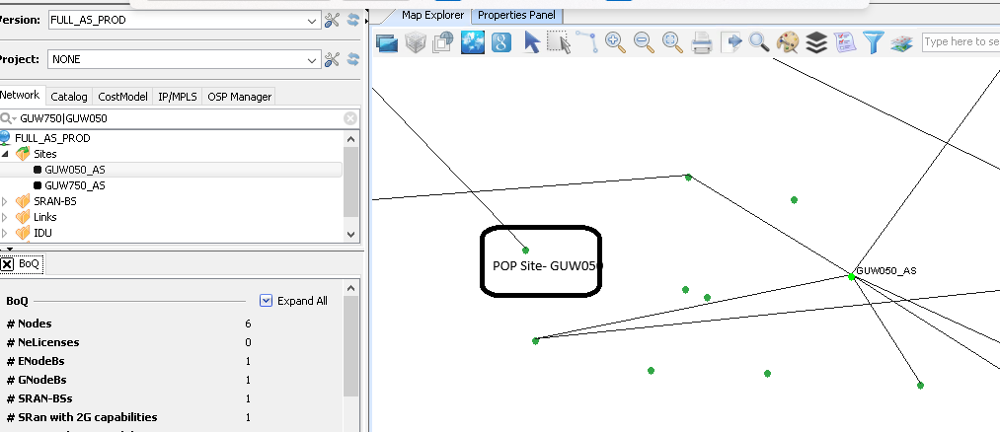 Map Explorer Properties Panel
Version: FULL_AS_PROD
Type here to se
Project: NONE
Network Catalog CostModel IP/MPLS OSP Manager
GUW750|GUW050
FULL_AS_PROD
Sites
GUW050_AS
GUW750_AS
SRAN-BS
Links
IDU
BoQ
BoQ Expand All
# Nodes 6
# NeLicenses 0
# ENodeBs 1
# GNodeBs 1
# SRAN-BSs 1
# SRan with 2G capabilities 1
POP Site- GUW050
GUW050_AS